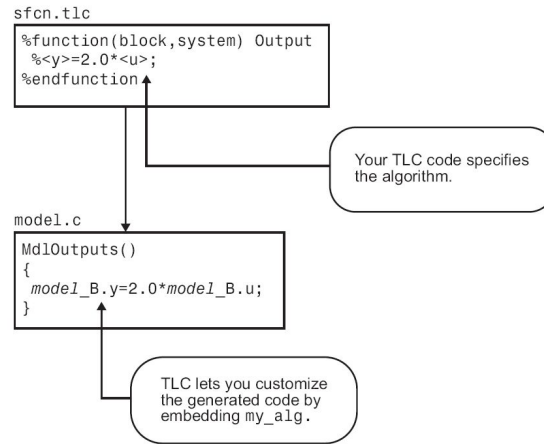 sfcn.tlc
%function(block,system) Output
%<y>=2.0*<u>;
%endfunction
Your TLC code specifies
the algorithm.
model.c
MdlOutputs()
{
model_B.y=2.0*model_B.u;
}
TLC lets you customize
the generated code by
embedding my_alg.